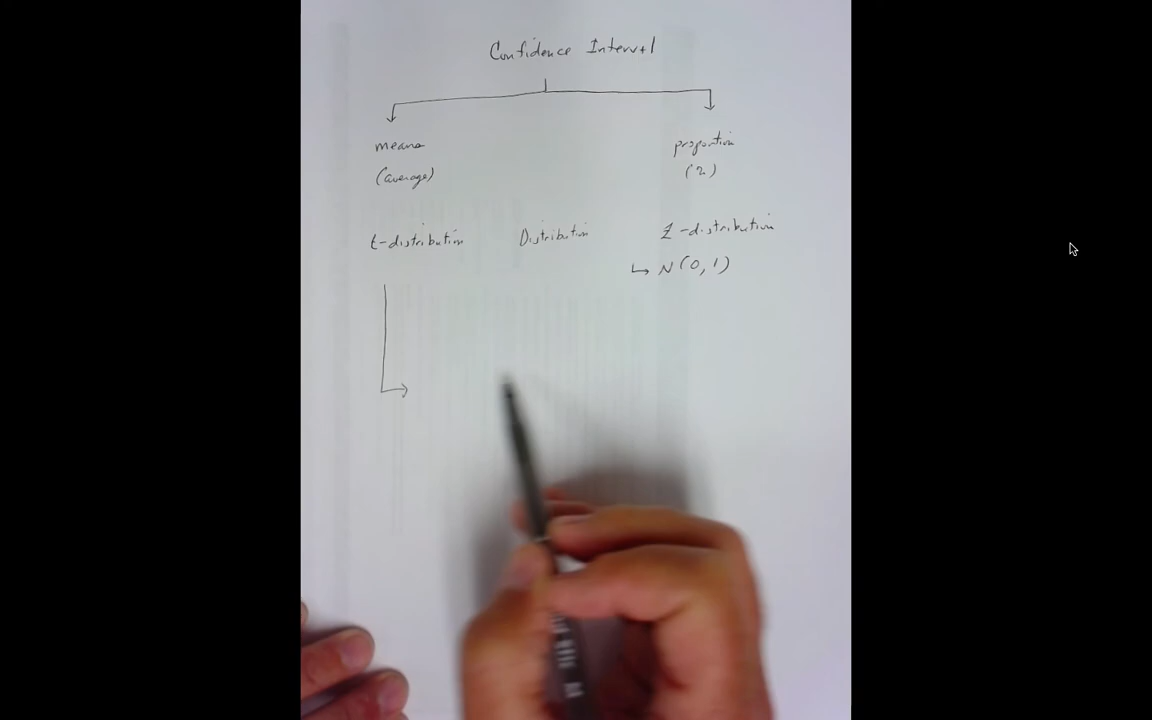 Confidence Interval
means
proportion
(average)
(%)
t-distribution
Distribution
Z-distribution
↳ N(0,1)